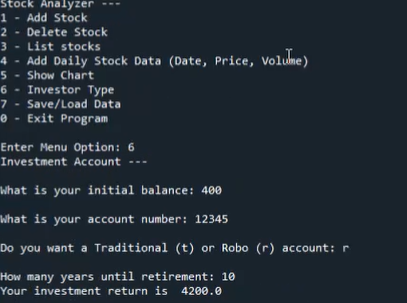 Stock Analyzer ---
1 - Add Stock
2 - Delete Stock
3 - List stocks
4 - Add Daily Stock Data (Date, Price, Volume)
5 - Show Chart
6 - Investor Type
7 - Save/Load Data
0 - Exit Program
Enter Menu Option: 6
Investment Account ---
What is your initial balance: 400
What is your account number: 12345
Do you want a Traditional (t) or Robo (r) account: r
How many years until retirement: 10
Your investment return is  4200.0